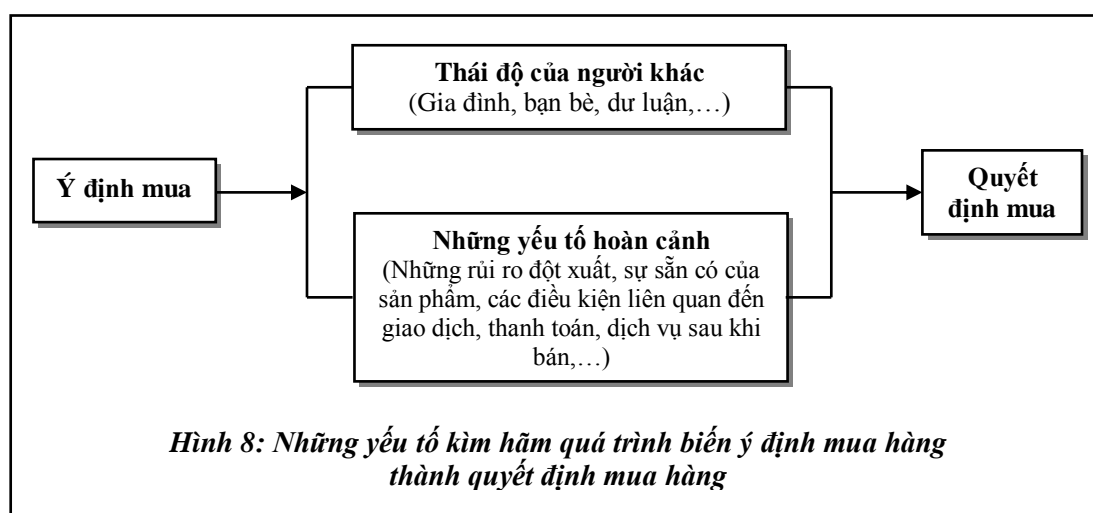 Thái độ của người khác
(Gia đình, bạn bè, dư luận,…)
Ý định mua
Những yếu tố hoàn cảnh
(Những rủi ro đột xuất, sự sẵn có của
sản phẩm, các điều kiện liên quan đến
giao dịch, thanh toán, dịch vụ sau khi
bán,…)
Quyết
định mua
Hình 8: Những yếu tố kìm hãm quá trình biến ý định mua hàng
thành quyết định mua hàng